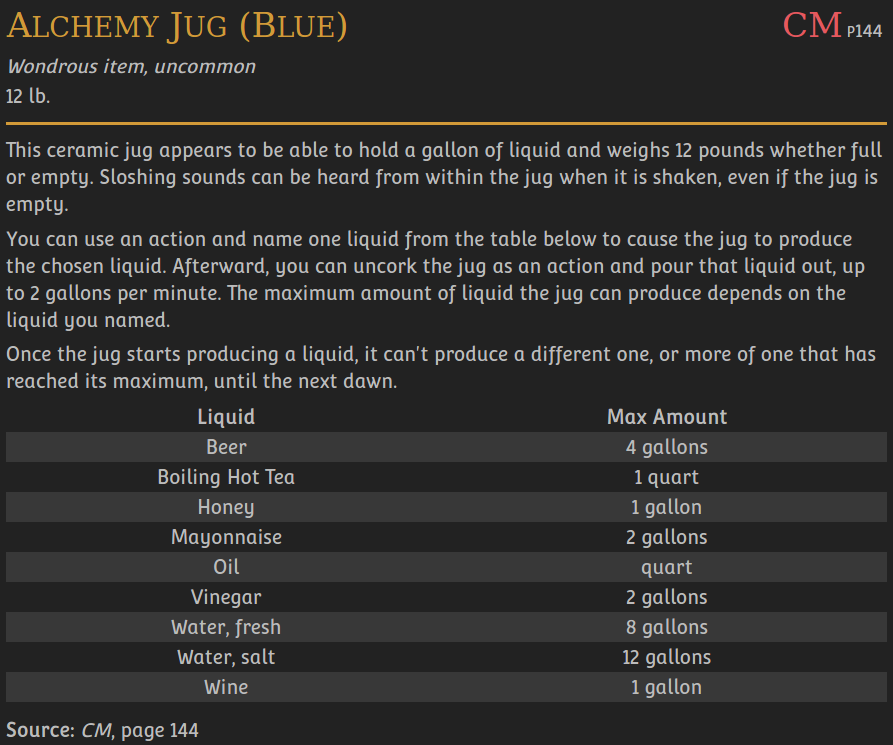 Alchemy Jug (Blue) CM P144
Wondrous item, uncommon
12 lb.
This ceramic jug appears to be able to hold a gallon of liquid and weighs 12 pounds whether full
or empty. Sloshing sounds can be heard from within the jug when it is shaken, even if the jug is
empty.
You can use an action and name one liquid from the table below to cause the jug to produce
the chosen liquid. Afterward, you can uncork the jug as an action and pour that liquid out, up
to 2 gallons per minute. The maximum amount of liquid the jug can produce depends on the
liquid you named.
Once the jug starts producing a liquid, it can't produce a different one, or more of one that has
reached its maximum, until the next dawn.
Liquid Max Amount
Beer 4 gallons
Boiling Hot Tea 1 quart
Honey 1 gallon
Mayonnaise 2 gallons
Oil quart
Vinegar 2 gallons
Water, fresh 8 gallons
Water, salt 12 gallons
Wine 1 gallon
Source: CM, page 144